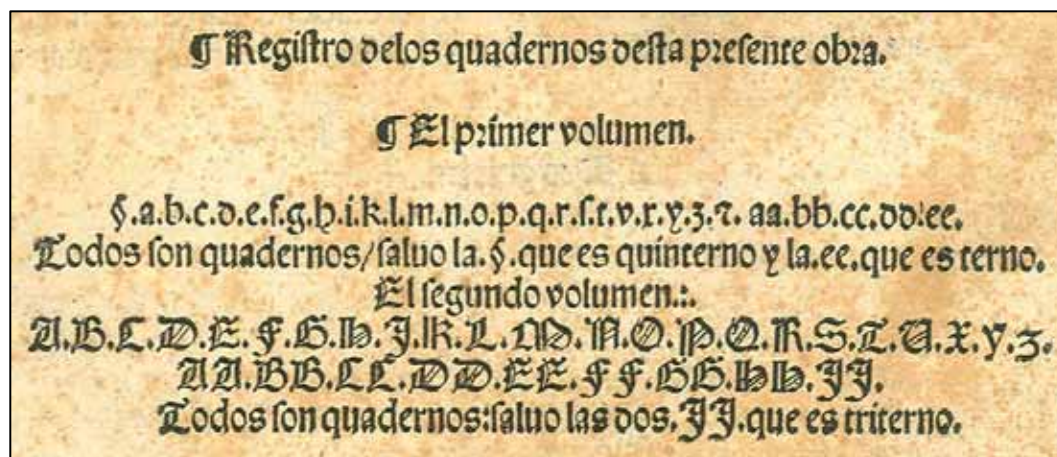 ¶ Regiſtro delos quadernos deſta preſente obra.
¶ El primer volumen.
§.a.b.c.d.e.f.g.h.i.k.l.m.n.o.p.q.r.ſ.t.v.x.y.z.⁊. aa.bb.cc.dd.ee.
Todos ſon quadernos/ſaluo la.§.que es quinterno y la.ee.que es terno.
El ſegundo volumen.:.
A.B.C.D.E.F.G.H.J.K.L.M.N.O.P.Q.R.S.T.U.X.Y.Z.
AA.BB.CC.DD.EE.FF.GG.HH.JJ.
Todos ſon quadernos:ſaluo las dos.JJ.que es triterno.